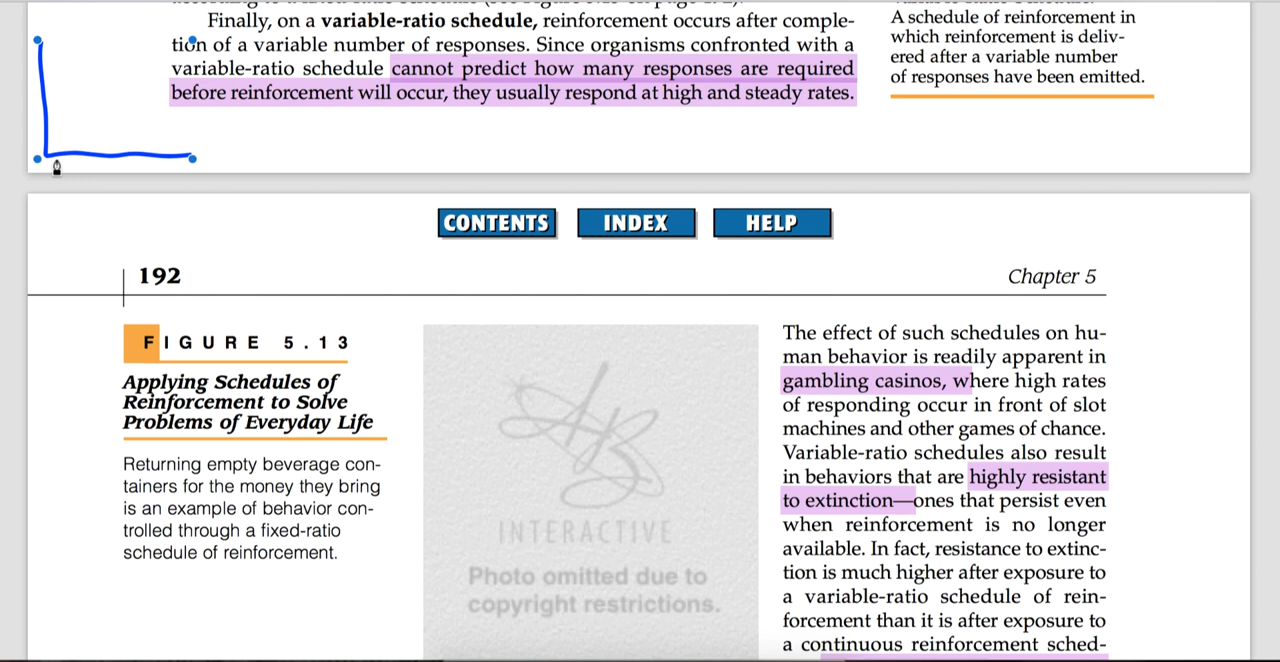 Finally, on a variable-ratio schedule, reinforcement occurs after comple-
tion of a variable number of responses. Since organisms confronted with a
variable-ratio schedule cannot predict how many responses are required
before reinforcement will occur, they usually respond at high and steady rates.
A schedule of reinforcement in
which reinforcement is deliv-
ered after a variable number
of responses have been emitted.
CONTENTS INDEX HELP
192
Chapter 5
FIGURE 5.13
Applying Schedules of
Reinforcement to Solve
Problems of Everyday Life
Returning empty beverage con-
tainers for the money they bring
is an example of behavior con-
trolled through a fixed-ratio
schedule of reinforcement.
INTERACTIVE
Photo omitted due to
copyright restrictions.
The effect of such schedules on hu-
man behavior is readily apparent in
gambling casinos, where high rates
of responding occur in front of slot
machines and other games of chance.
Variable-ratio schedules also result
in behaviors that are highly resistant
to extinction—ones that persist even
when reinforcement is no longer
available. In fact, resistance to extinc-
tion is much higher after exposure to
a variable-ratio schedule of rein-
forcement than it is after exposure to
a continuous reinforcement sched-